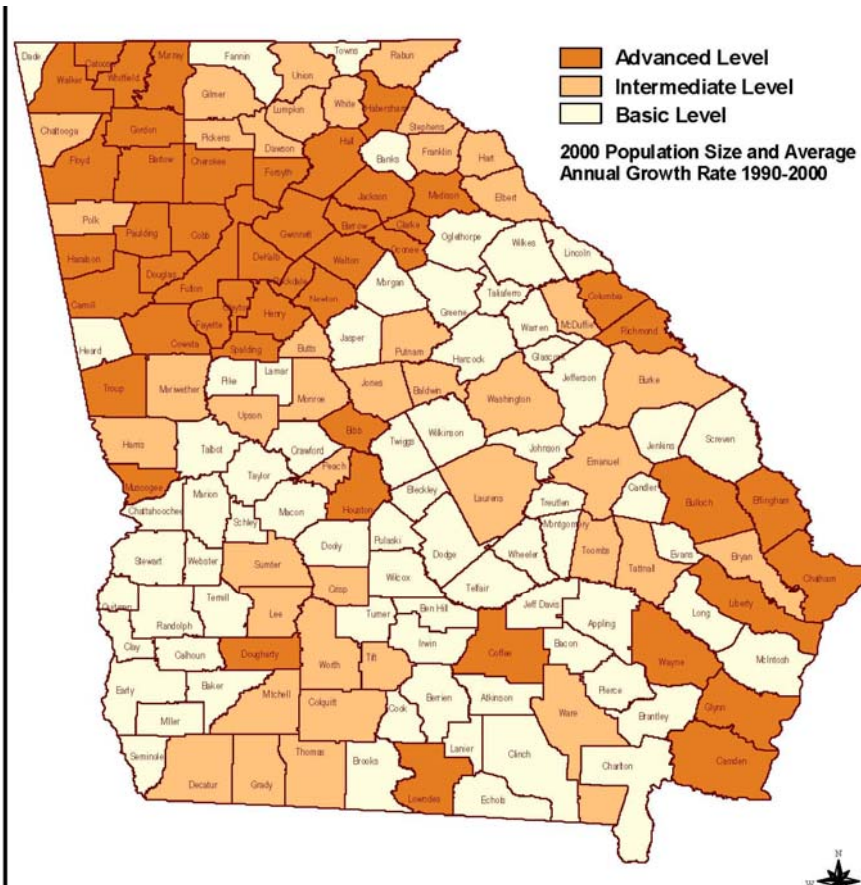 Advanced Level
Intermediate Level
Basic Level
2000 Population Size and Average
Annual Growth Rate 1990-2000
Dade
Walker
Catoosa
Whitfield
Murray
Fannin
Towns
Rabun
Union
Gilmer
White
Habersham
Lumpkin
Stephens
Chattooga
Gordon
Pickens
Dawson
Hall
Banks
Franklin
Hart
Floyd
Bartow
Cherokee
Forsyth
Jackson
Madison
Elbert
Polk
Paulding
Cobb
Gwinnett
Barrow
Clarke
Oconee
Oglethorpe
Wilkes
Lincoln
Haralson
Douglas
DeKalb
Walton
Carroll
Fulton
Rockdale
Newton
Morgan
Greene
Taliaferro
Columbia
McDuffie
Richmond
Henry
Fayette
Coweta
Spalding
Butts
Jasper
Putnam
Hancock
Warren
Glascock
Heard
Pike
Lamar
Jefferson
Burke
Troup
Meriwether
Monroe
Jones
Baldwin
Washington
Upson
Harris
Talbot
Crawford
Bibb
Twiggs
Wilkinson
Johnson
Jenkins
Screven
Emanuel
Peach
Taylor
Muscogee
Marion
Macon
Houston
Bleckley
Laurens
Treutlen
Candler
Bulloch
Effingham
Chattahoochee
Schley
Dooly
Pulaski
Dodge
Wheeler
Montgomery
Toombs
Tattnall
Evans
Bryan
Chatham
Stewart
Webster
Sumter
Wilcox
Telfair
Crisp
Liberty
Quitman
Randolph
Terrell
Lee
Turner
Ben Hill
Jeff Davis
Appling
Long
Clay
Calhoun
Dougherty
Worth
Tift
Irwin
Coffee
Bacon
Wayne
McIntosh
Early
Baker
Mitchell
Colquitt
Cook
Berrien
Atkinson
Ware
Pierce
Brantley
Glynn
Miller
Seminole
Decatur
Grady
Thomas
Brooks
Lanier
Lowndes
Clinch
Echols
Charlton
Camden
N
W